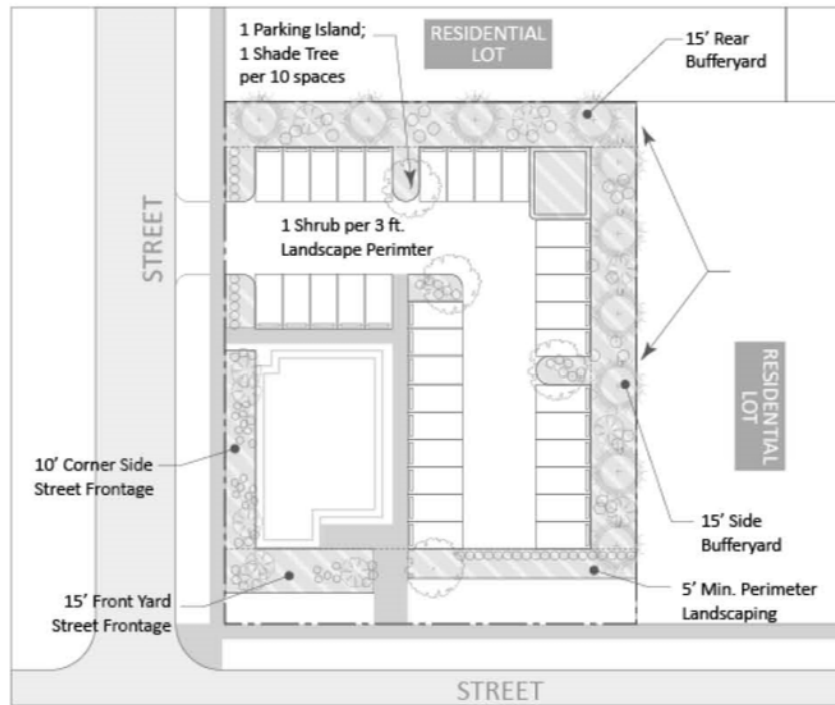 1 Parking Island;
1 Shade Tree
per 10 spaces
RESIDENTIAL
LOT
15' Rear
Bufferyard
STREET
1 Shrub per 3 ft.
Landscape Perimter
RESIDENTIAL
LOT
10' Corner Side
Street Frontage
15' Side
Bufferyard
15' Front Yard
Street Frontage
5' Min. Perimeter
Landscaping
STREET